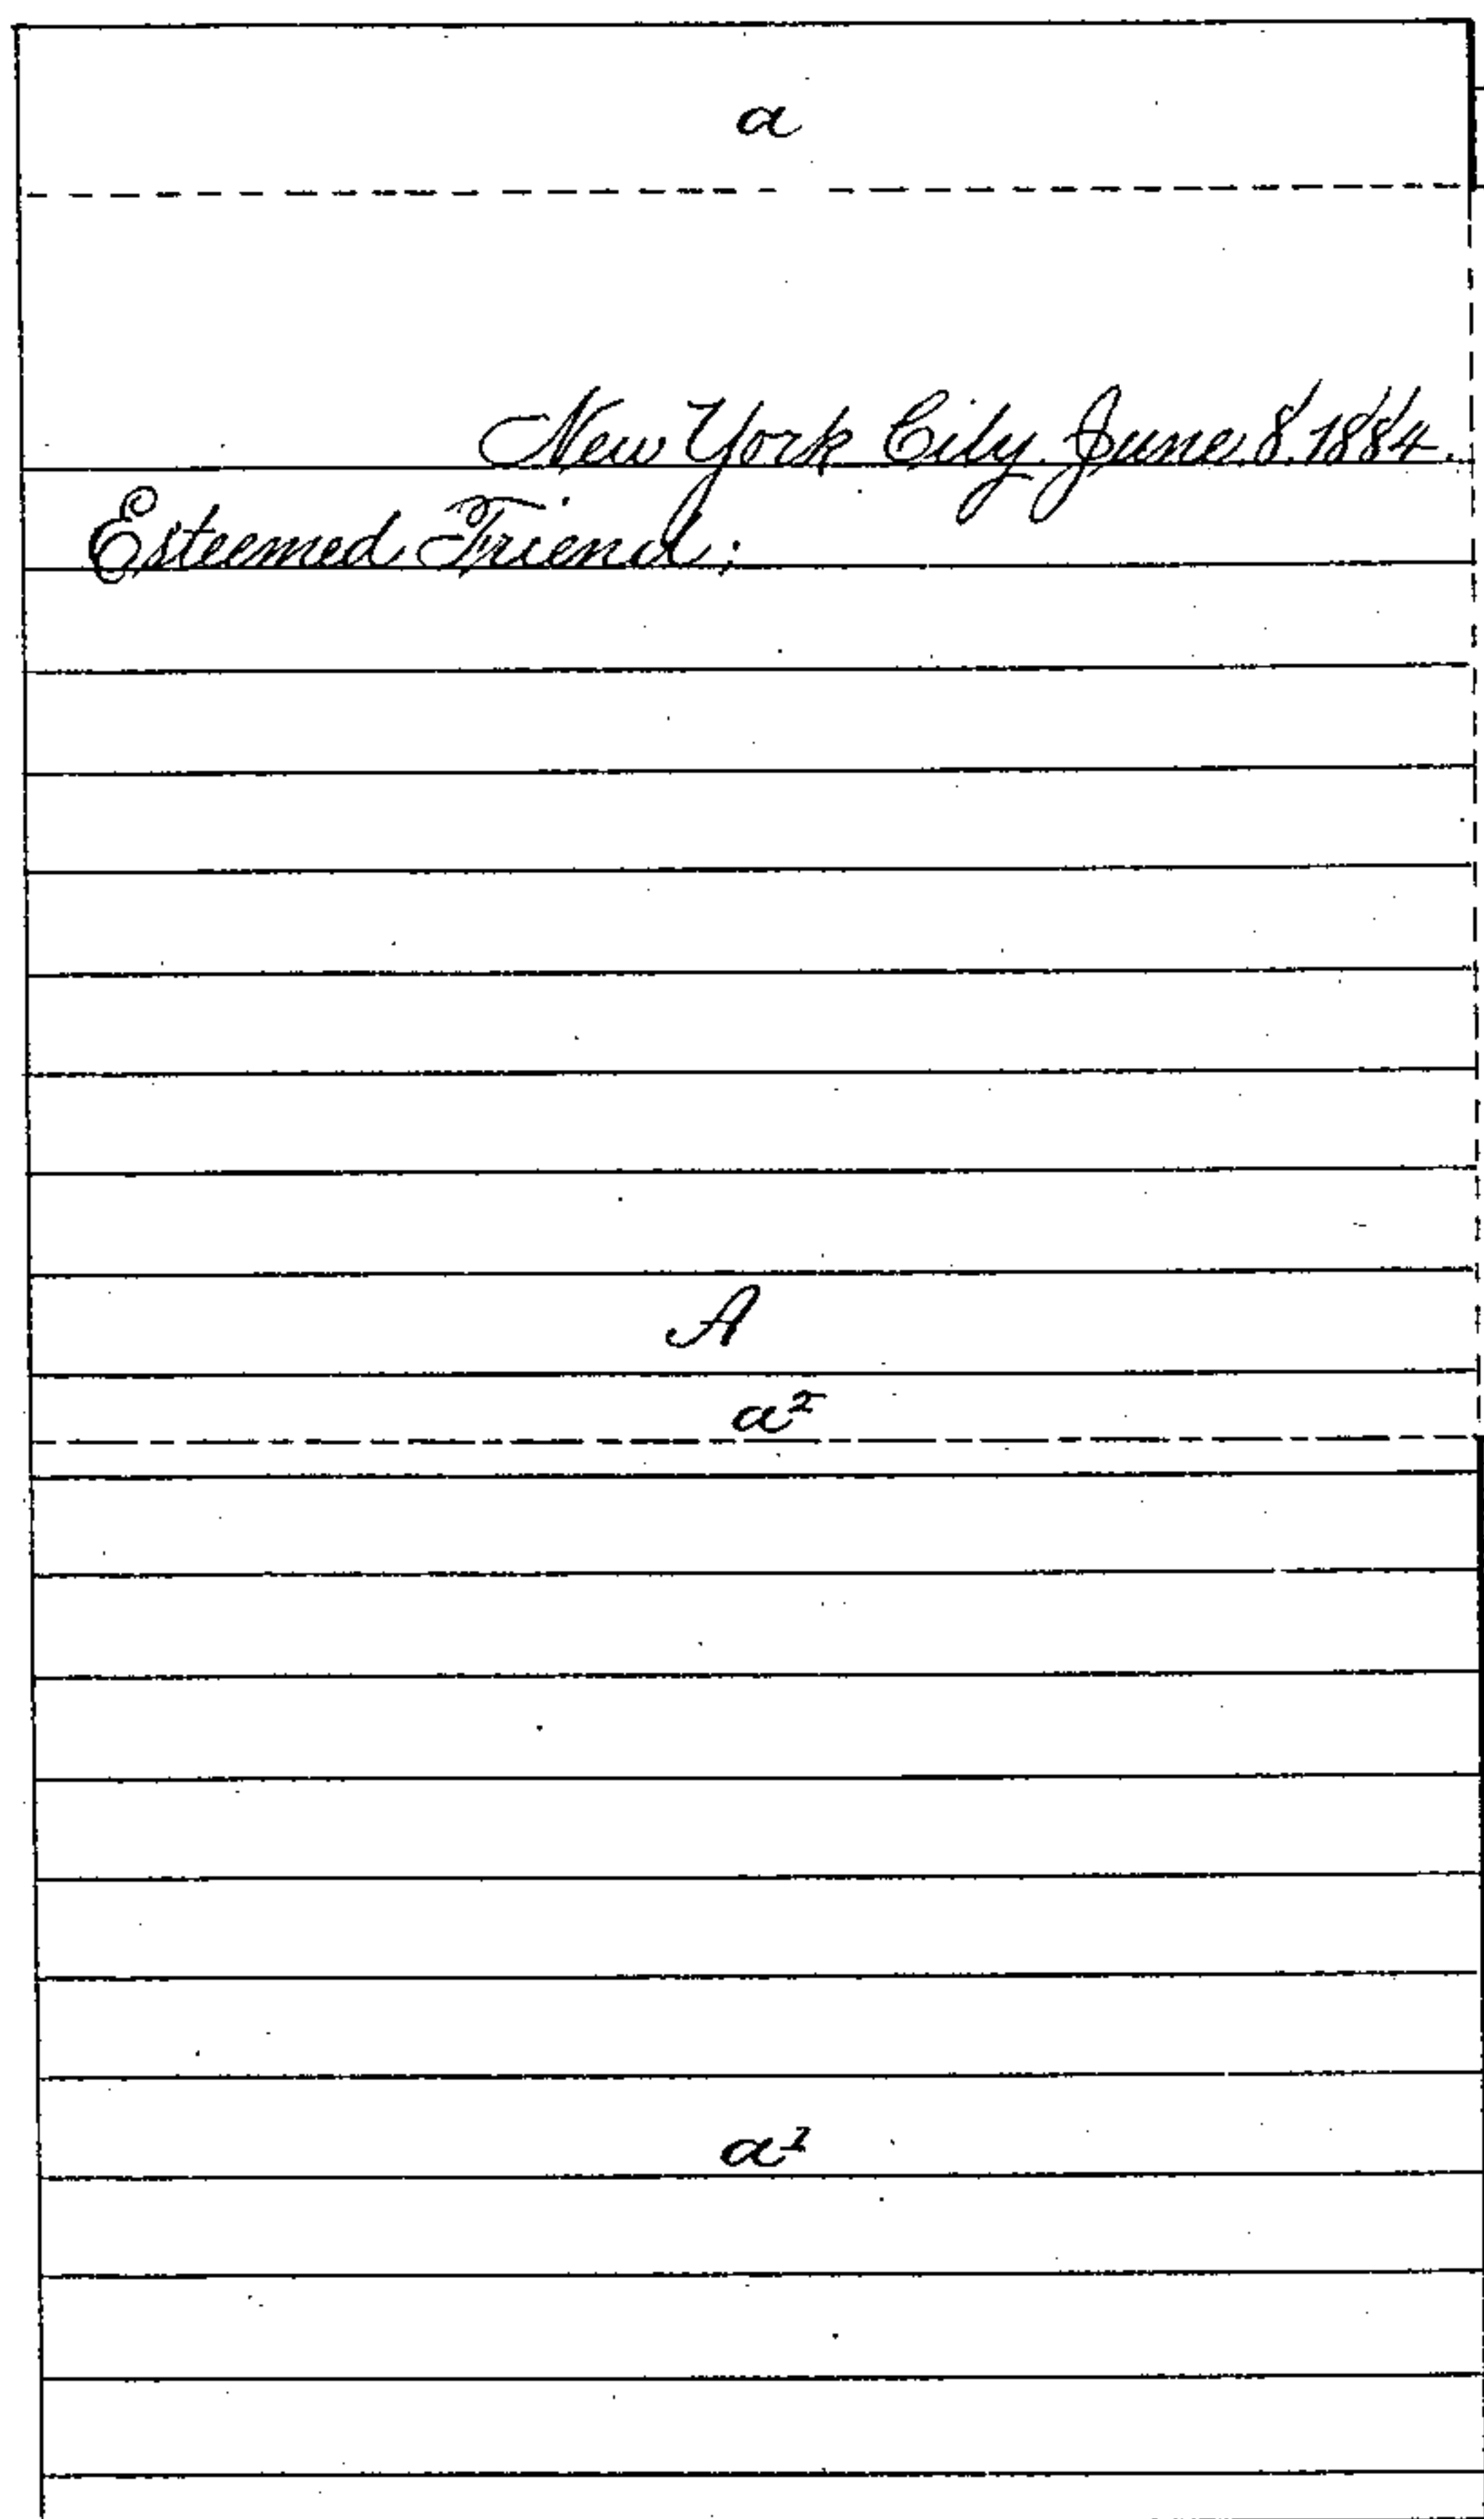 a
New York City June 8. 1884.
Esteemed Friend;
A
a²
a¹